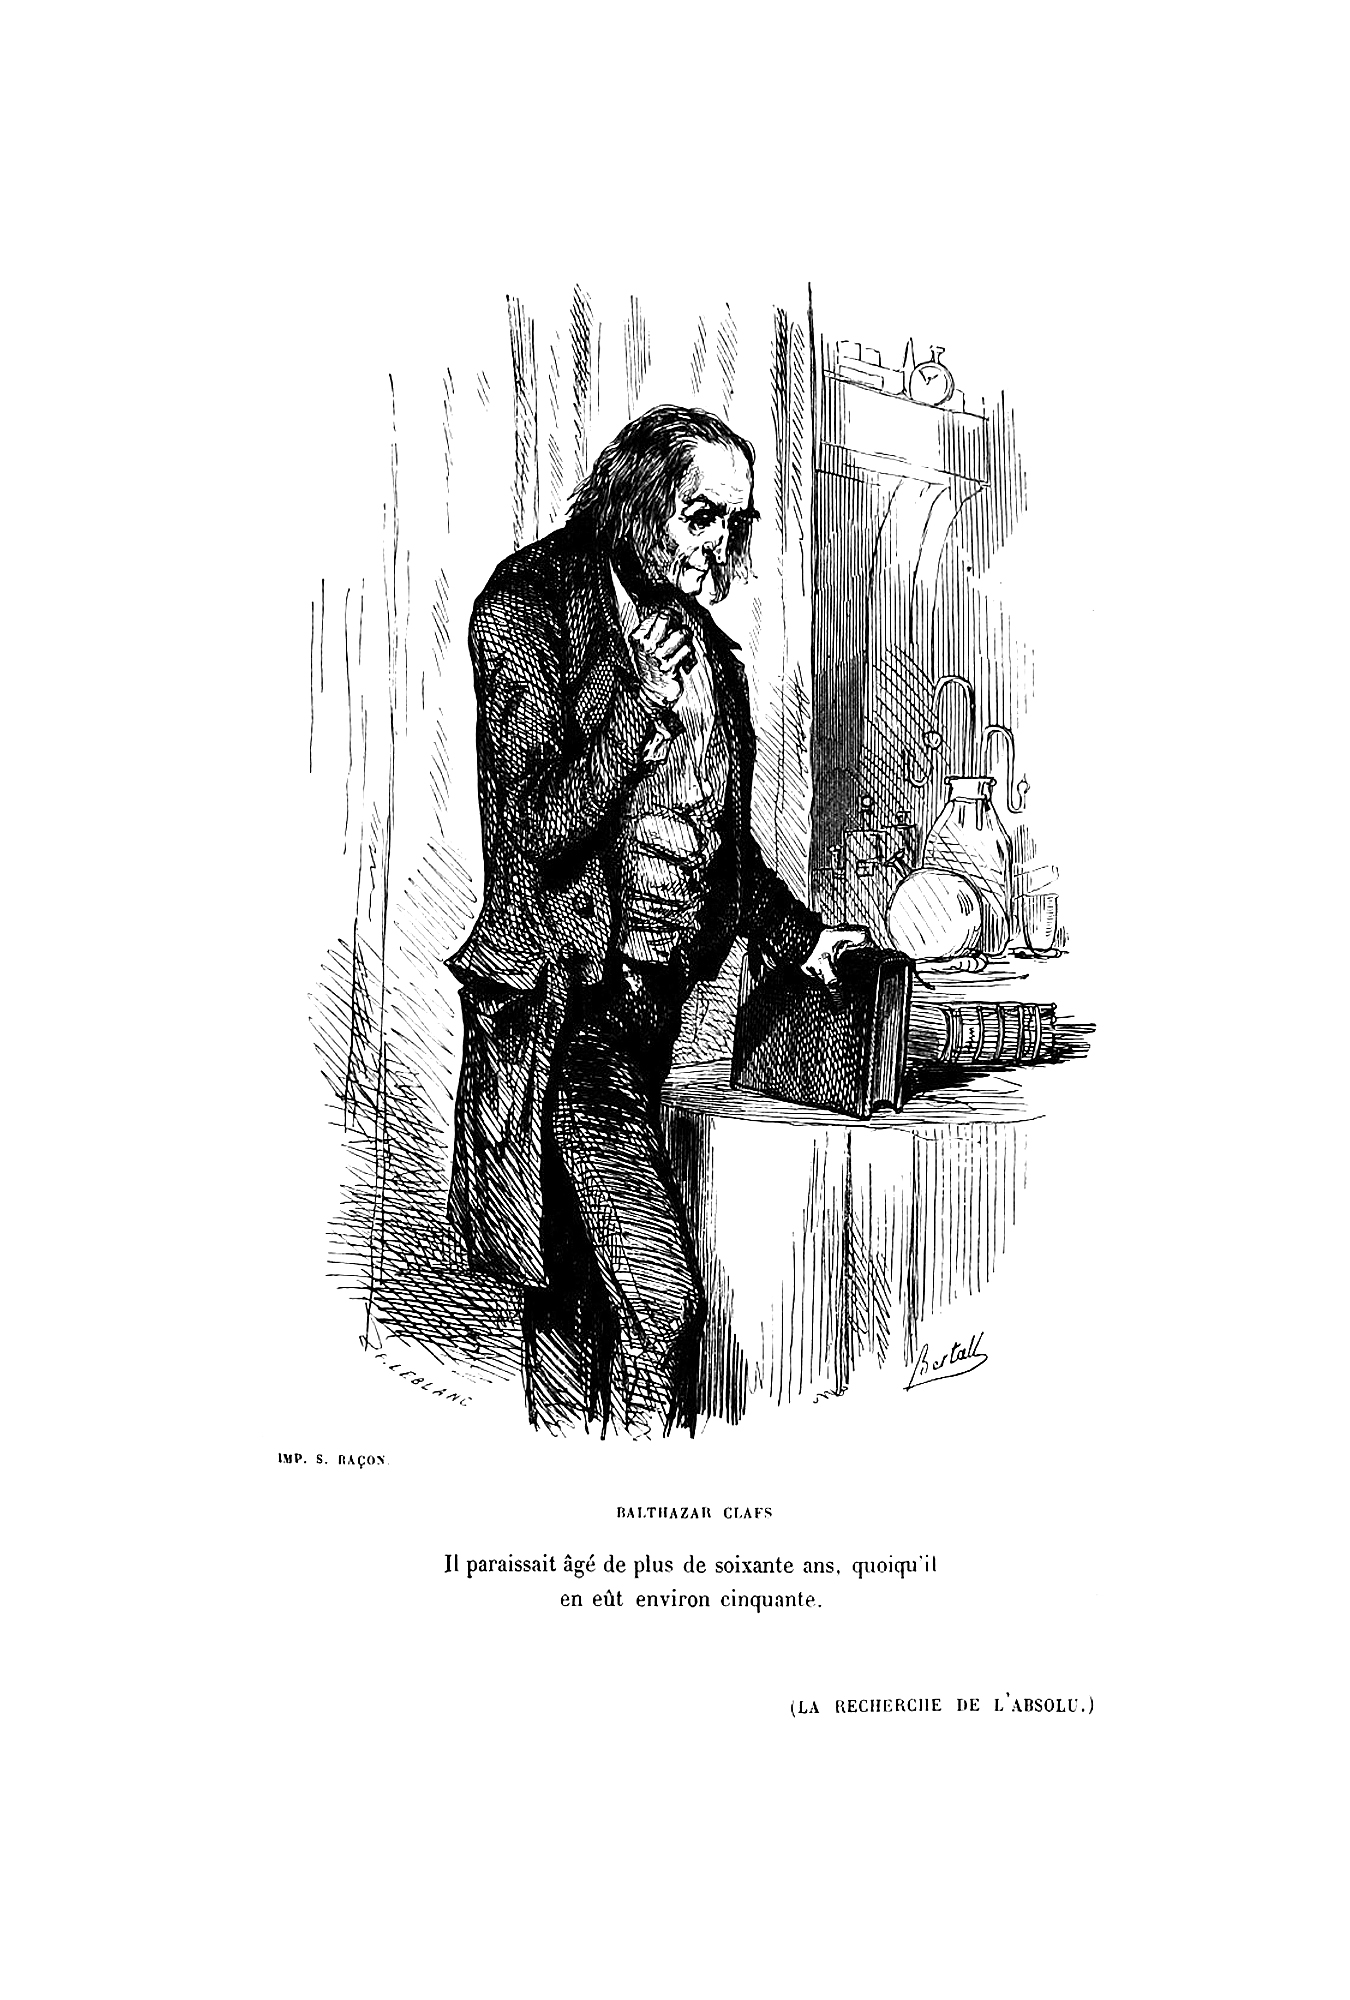 F. LEBLANC
Bertall
IMP. S. RAÇON.
BALTHAZAR CLAES
Il paraissait âgé de plus de soixante ans, quoiqu'il
en eût environ cinquante.
(LA RECHERCHE DE L'ABSOLU.)